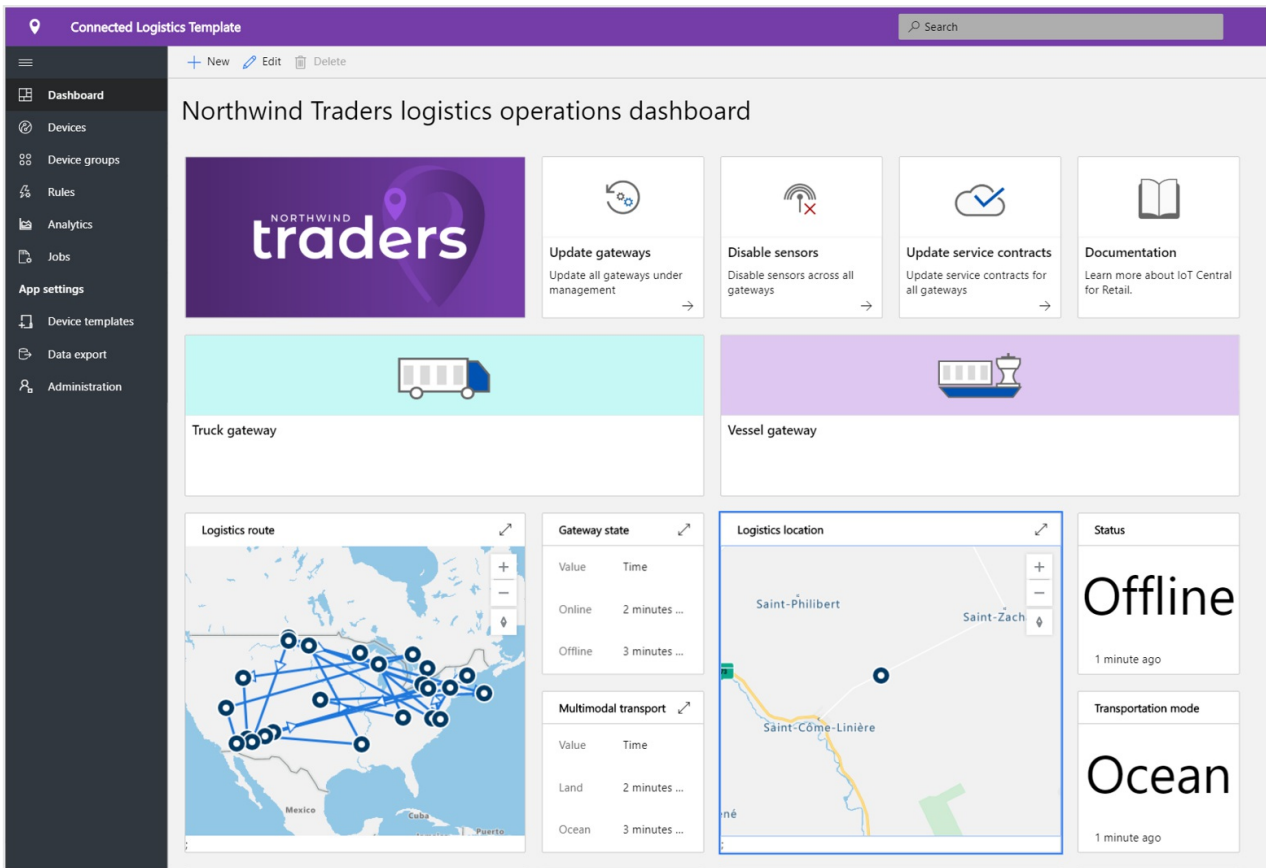 Connected Logistics Template
Search
New Edit Delete
Dashboard
Devices
Device groups
Rules
Analytics
Jobs
App settings
Device templates
Data export
Administration
Northwind Traders logistics operations dashboard
NORTHWIND
traders
Update gateways
Update all gateways under
management
Disable sensors
Disable sensors across all
gateways
Update service contracts
Update service contracts for
all gateways
Documentation
Learn more about IoT Central
for Retail.
Truck gateway
Vessel gateway
Logistics route
Mexico
Cuba
Puerto
;
Gateway state
Value Time
Online 2 minutes ...
Offline 3 minutes ...
Multimodal transport
Value Time
Land 2 minutes ...
Ocean 3 minutes ...
Logistics location
Saint-Philibert
Saint-Zach
Saint-Côme-Linière
né
;
Status
Offline
1 minute ago
Transportation mode
Ocean
1 minute ago